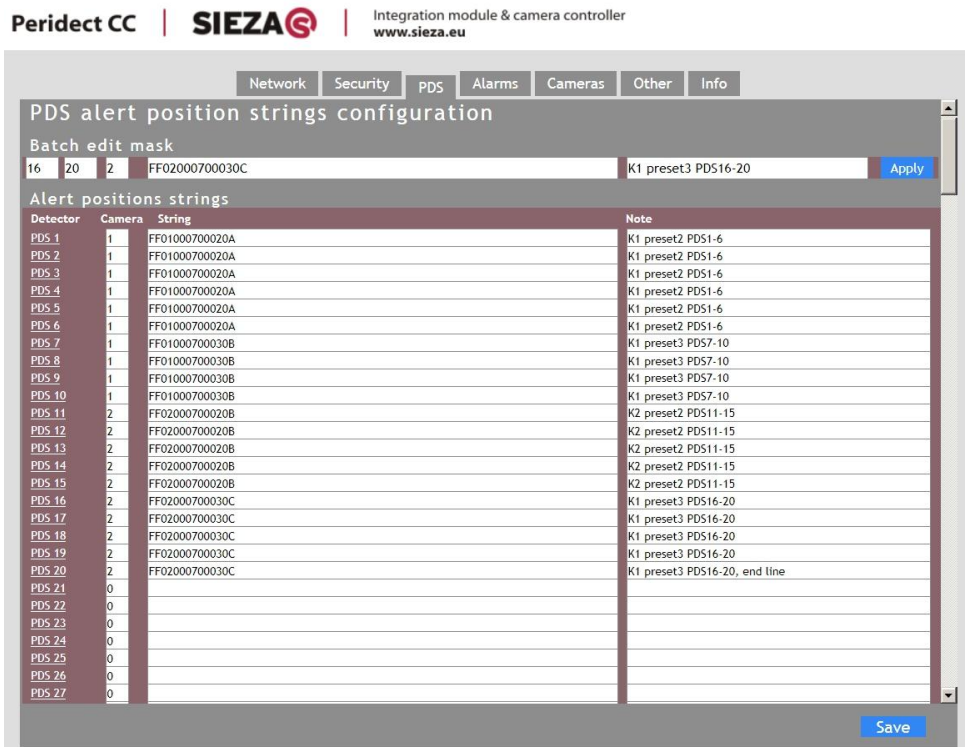 Peridect CC | SIEZA | Integration module & camera controller
www.sieza.eu
Network Security PDS Alarms Cameras Other Info
PDS alert position strings configuration
Batch edit mask
16 20 2 FF02000700030C K1 preset3 PDS16-20 Apply
Alert positions strings
Detector Camera String Note
PDS 1 1 FF01000700020A K1 preset2 PDS1-6
PDS 2 1 FF01000700020A K1 preset2 PDS1-6
PDS 3 1 FF01000700020A K1 preset2 PDS1-6
PDS 4 1 FF01000700020A K1 preset2 PDS1-6
PDS 5 1 FF01000700020A K1 preset2 PDS1-6
PDS 6 1 FF01000700020A K1 preset2 PDS1-6
PDS 7 1 FF01000700030B K1 preset3 PDS7-10
PDS 8 1 FF01000700030B K1 preset3 PDS7-10
PDS 9 1 FF01000700030B K1 preset3 PDS7-10
PDS 10 1 FF01000700030B K1 preset3 PDS7-10
PDS 11 2 FF02000700020B K2 preset2 PDS11-15
PDS 12 2 FF02000700020B K2 preset2 PDS11-15
PDS 13 2 FF02000700020B K2 preset2 PDS11-15
PDS 14 2 FF02000700020B K2 preset2 PDS11-15
PDS 15 2 FF02000700020B K2 preset2 PDS11-15
PDS 16 2 FF02000700030C K1 preset3 PDS16-20
PDS 17 2 FF02000700030C K1 preset3 PDS16-20
PDS 18 2 FF02000700030C K1 preset3 PDS16-20
PDS 19 2 FF02000700030C K1 preset3 PDS16-20
PDS 20 2 FF02000700030C K1 preset3 PDS16-20, end line
PDS 21 0
PDS 22 0
PDS 23 0
PDS 24 0
PDS 25 0
PDS 26 0
PDS 27 0
Save